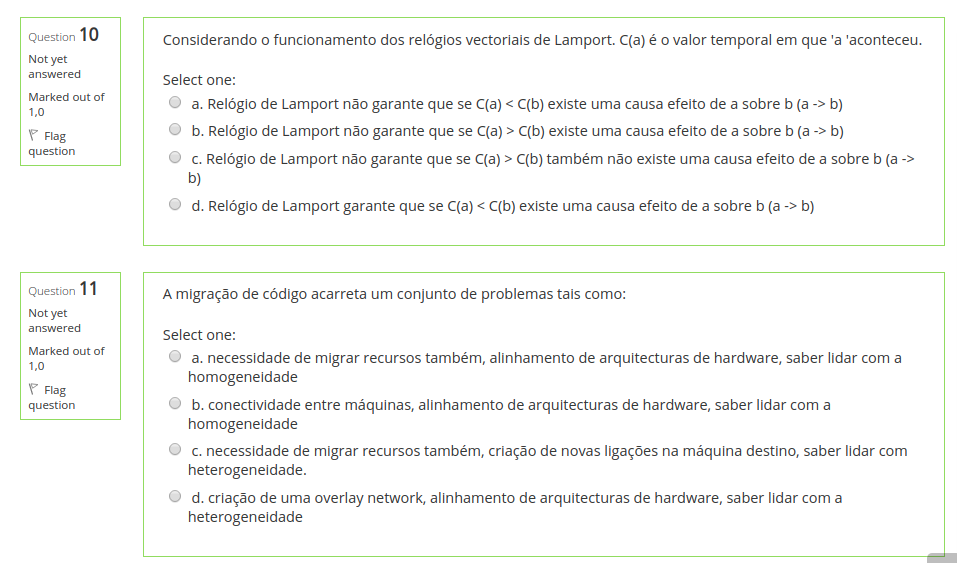 Question 10
Not yet
answered
Marked out of
1,0
Flag
question
Considerando o funcionamento dos relógios vectoriais de Lamport. C(a) é o valor temporal em que 'a 'aconteceu.
Select one:
a. Relógio de Lamport não garante que se C(a) < C(b) existe uma causa efeito de a sobre b (a -> b)
b. Relógio de Lamport não garante que se C(a) > C(b) existe uma causa efeito de a sobre b (a -> b)
c. Relógio de Lamport não garante que se C(a) > C(b) também não existe uma causa efeito de a sobre b (a ->
b)
d. Relógio de Lamport garante que se C(a) < C(b) existe uma causa efeito de a sobre b (a -> b)
Question 11
Not yet
answered
Marked out of
1,0
Flag
question
A migração de código acarreta um conjunto de problemas tais como:
Select one:
a. necessidade de migrar recursos também, alinhamento de arquitecturas de hardware, saber lidar com a
homogeneidade
b. conectividade entre máquinas, alinhamento de arquitecturas de hardware, saber lidar com a
homogeneidade
c. necessidade de migrar recursos também, criação de novas ligações na máquina destino, saber lidar com
heterogeneidade.
d. criação de uma overlay network, alinhamento de arquitecturas de hardware, saber lidar com a
heterogeneidade